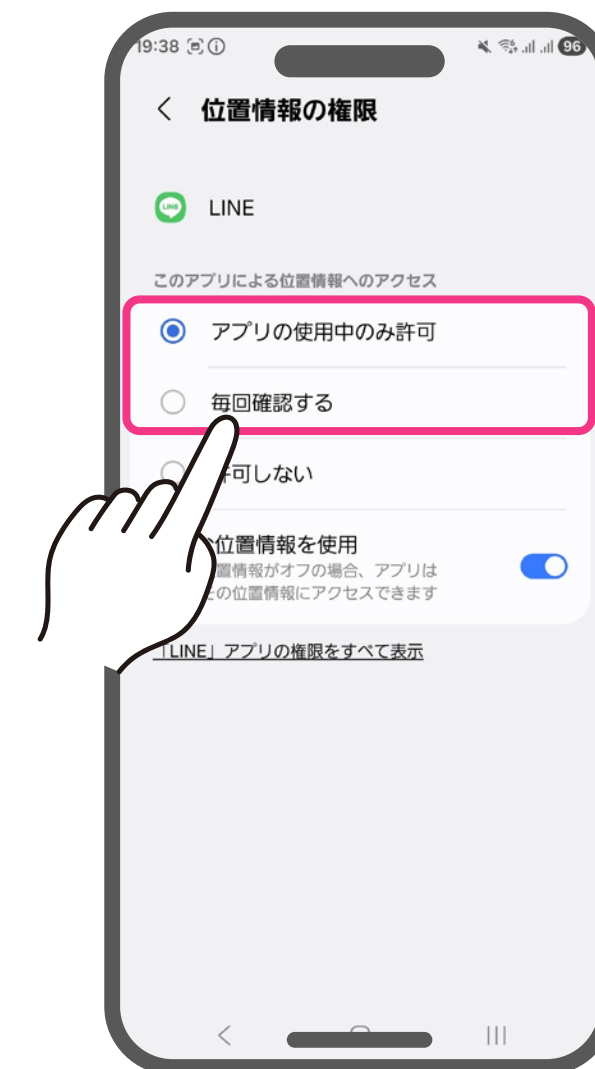 19:38
96
位置情報の権限
LINE
LINE
このアプリによる位置情報へのアクセス
アプリの使用中のみ許可
毎回確認する
可しない
位置情報を使用
置情報がオフの場合、アプリは
の位置情報にアクセスできます
「LINE」アプリの権限をすべて表示